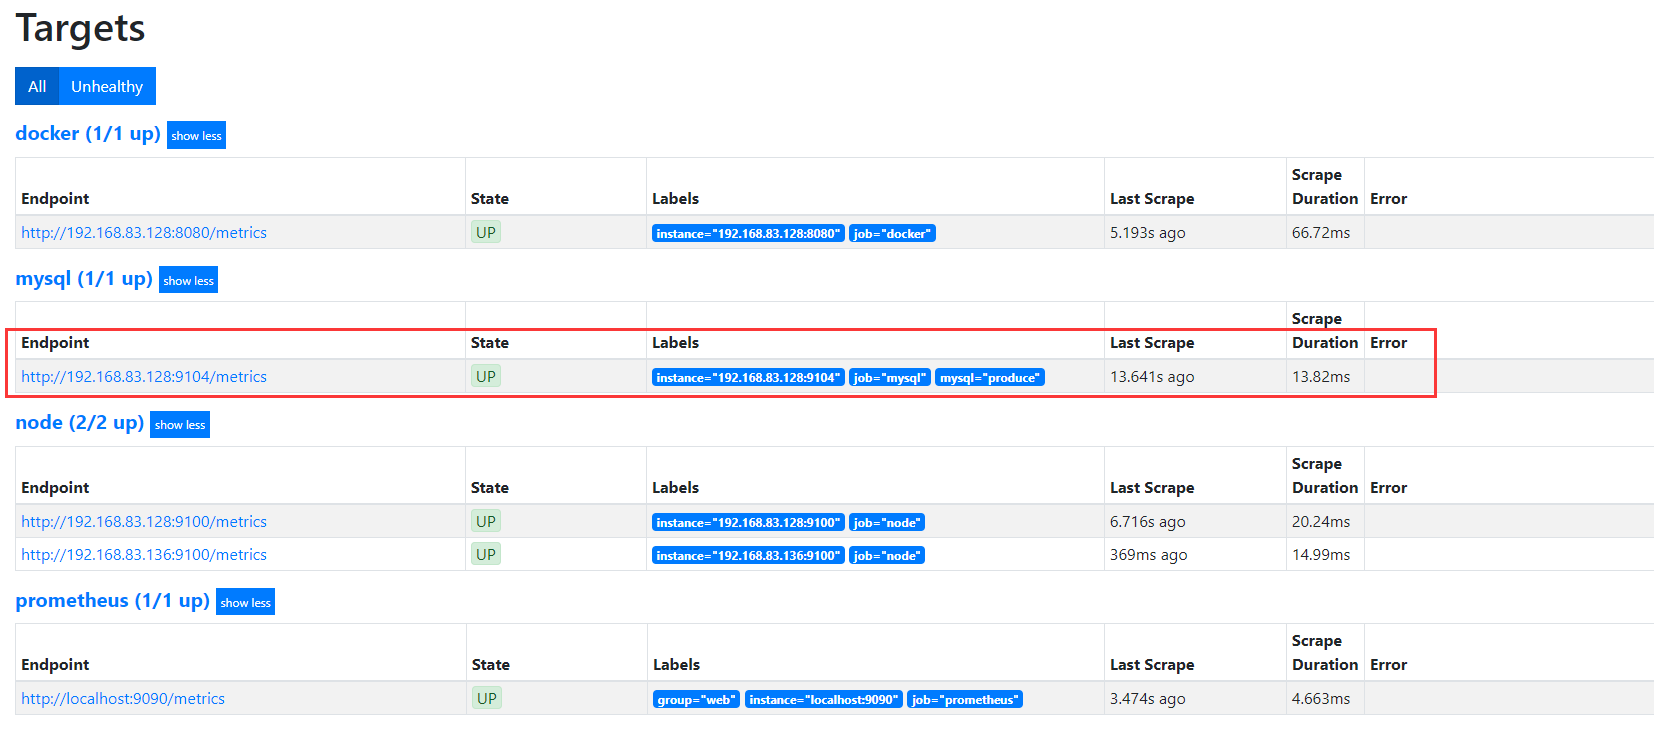 Targets
All Unhealthy
docker (1/1 up) show less
Endpoint State Labels Last Scrape Scrape Duration Error
http://192.168.83.128:8080/metrics UP instance="192.168.83.128:8080" job="docker" 5.193s ago 66.72ms
mysql (1/1 up) show less
Endpoint State Labels Last Scrape Scrape Duration Error
http://192.168.83.128:9104/metrics UP instance="192.168.83.128:9104" job="mysql" mysql="produce" 13.641s ago 13.82ms
node (2/2 up) show less
Endpoint State Labels Last Scrape Scrape Duration Error
http://192.168.83.128:9100/metrics UP instance="192.168.83.128:9100" job="node" 6.716s ago 20.24ms
http://192.168.83.136:9100/metrics UP instance="192.168.83.136:9100" job="node" 369ms ago 14.99ms
prometheus (1/1 up) show less
Endpoint State Labels Last Scrape Scrape Duration Error
http://localhost:9090/metrics UP group="web" instance="localhost:9090" job="prometheus" 3.474s ago 4.663ms